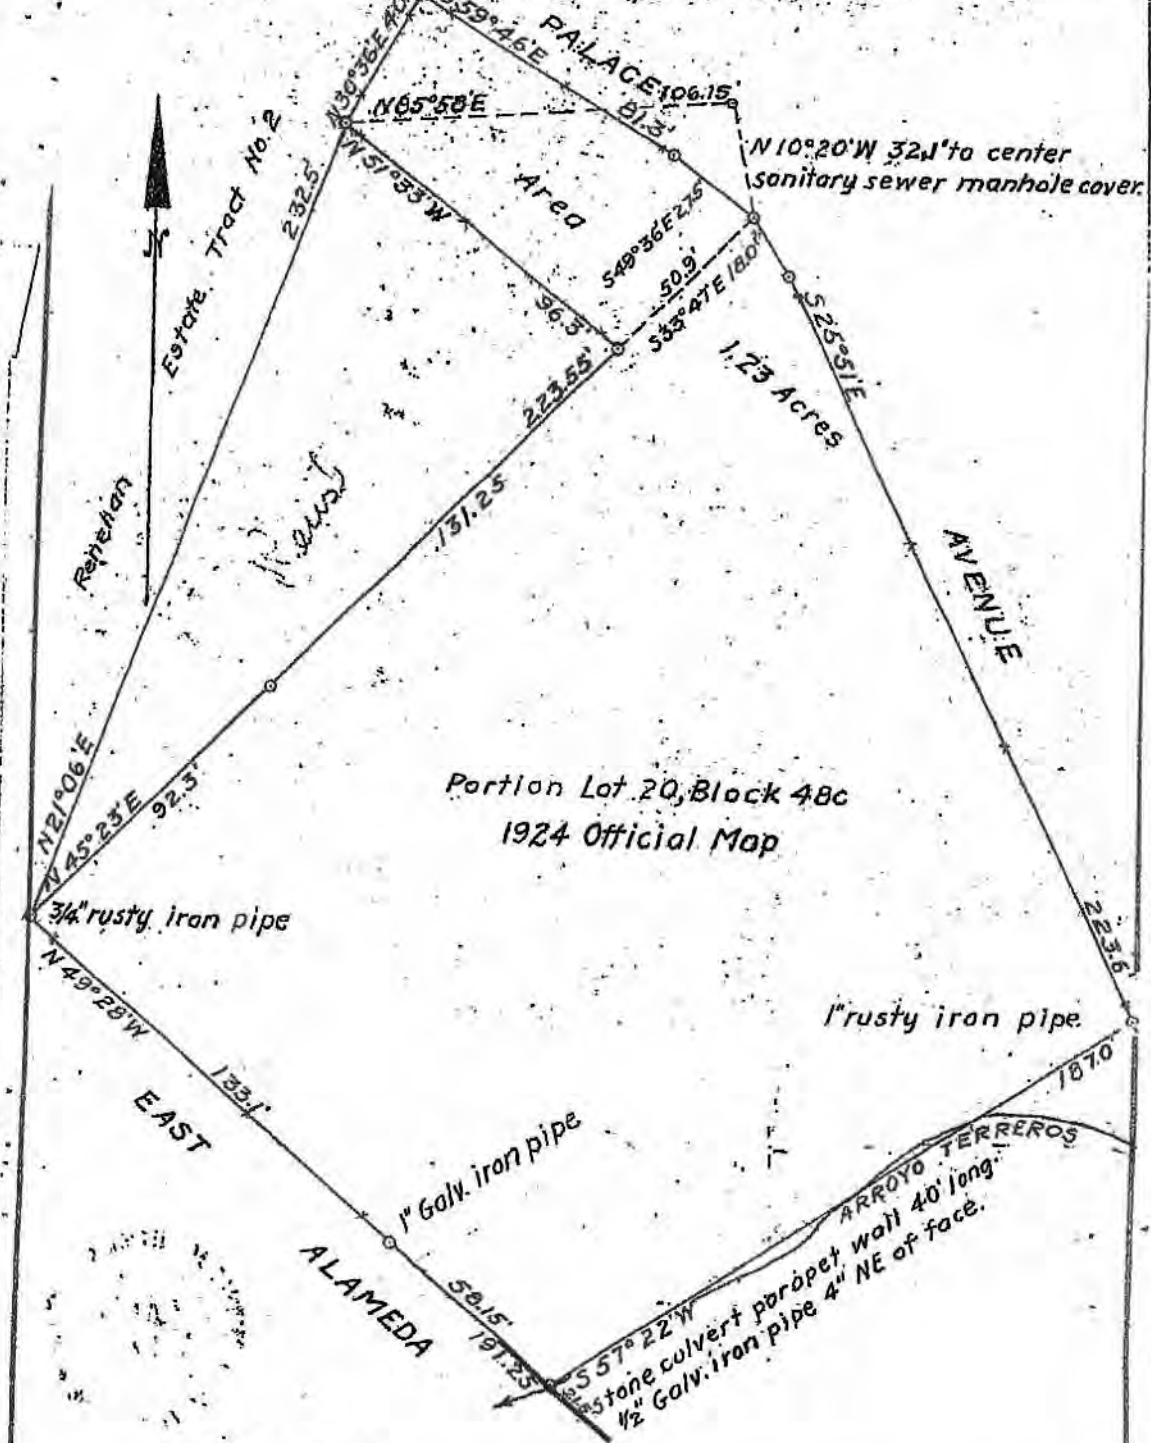 N30°36'E 40
S59°46'E
81.3'
PALACE
N85°58'E
106.15'
N10°20'W 32.1' to center
sanitary sewer manhole cover.
Estate Tract No. 2
232.5'
N51°33'W
96.3'
Area
S49°36'E 27.5
50.9'
S33°47'E 18.0'
S25°51'E
1.23 Acres
223.55'
131.25
Renehan
AVENUE
N21°06'E
N 45°23'E
92.3'
Portion Lot 20, Block 48c
1924 Official Map
3/4" rusty iron pipe
223.6'
N 49°28'W
1" rusty iron pipe.
187.0'
133.1'
EAST
1" Galv. iron pipe
ARROYO TERREROS
ALAMEDA
58.15'
191.25
S 57°22'W
stone culvert parapet wall 40' long.
1/2" Galv. iron pipe 4" NE of face.